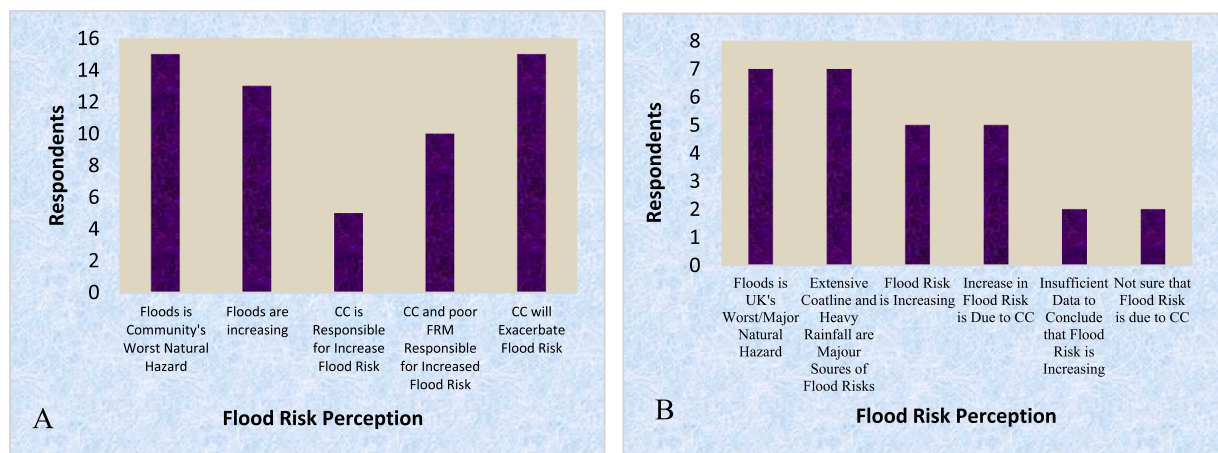 16
14
12
10
8
6
4
2
0
Respondents
Floods is
Community's
Worst Natural
Hazard
Floods are
increasing
CC is
Responsible
for Increase
Flood Risk
CC and poor
FRM
Responsible
for Increased
Flood Risk
CC will
Exacerbate
Flood Risk
Flood Risk Perception
A
8
7
6
5
4
3
2
1
0
Respondents
Floods is
UK's
Worst/Major
Natural
Hazard
Extensive
Coatline and
Heavy
Rainfall are
Majour
Soures of
Flood Risks
Flood Risk
is Increasing
Increase in
Flood Risk
is Due to CC
Insufficient
Data to
Conclude
that Flood
Risk is
Increasing
Not sure that
Flood Risk
is due to CC
Flood Risk Perception
B